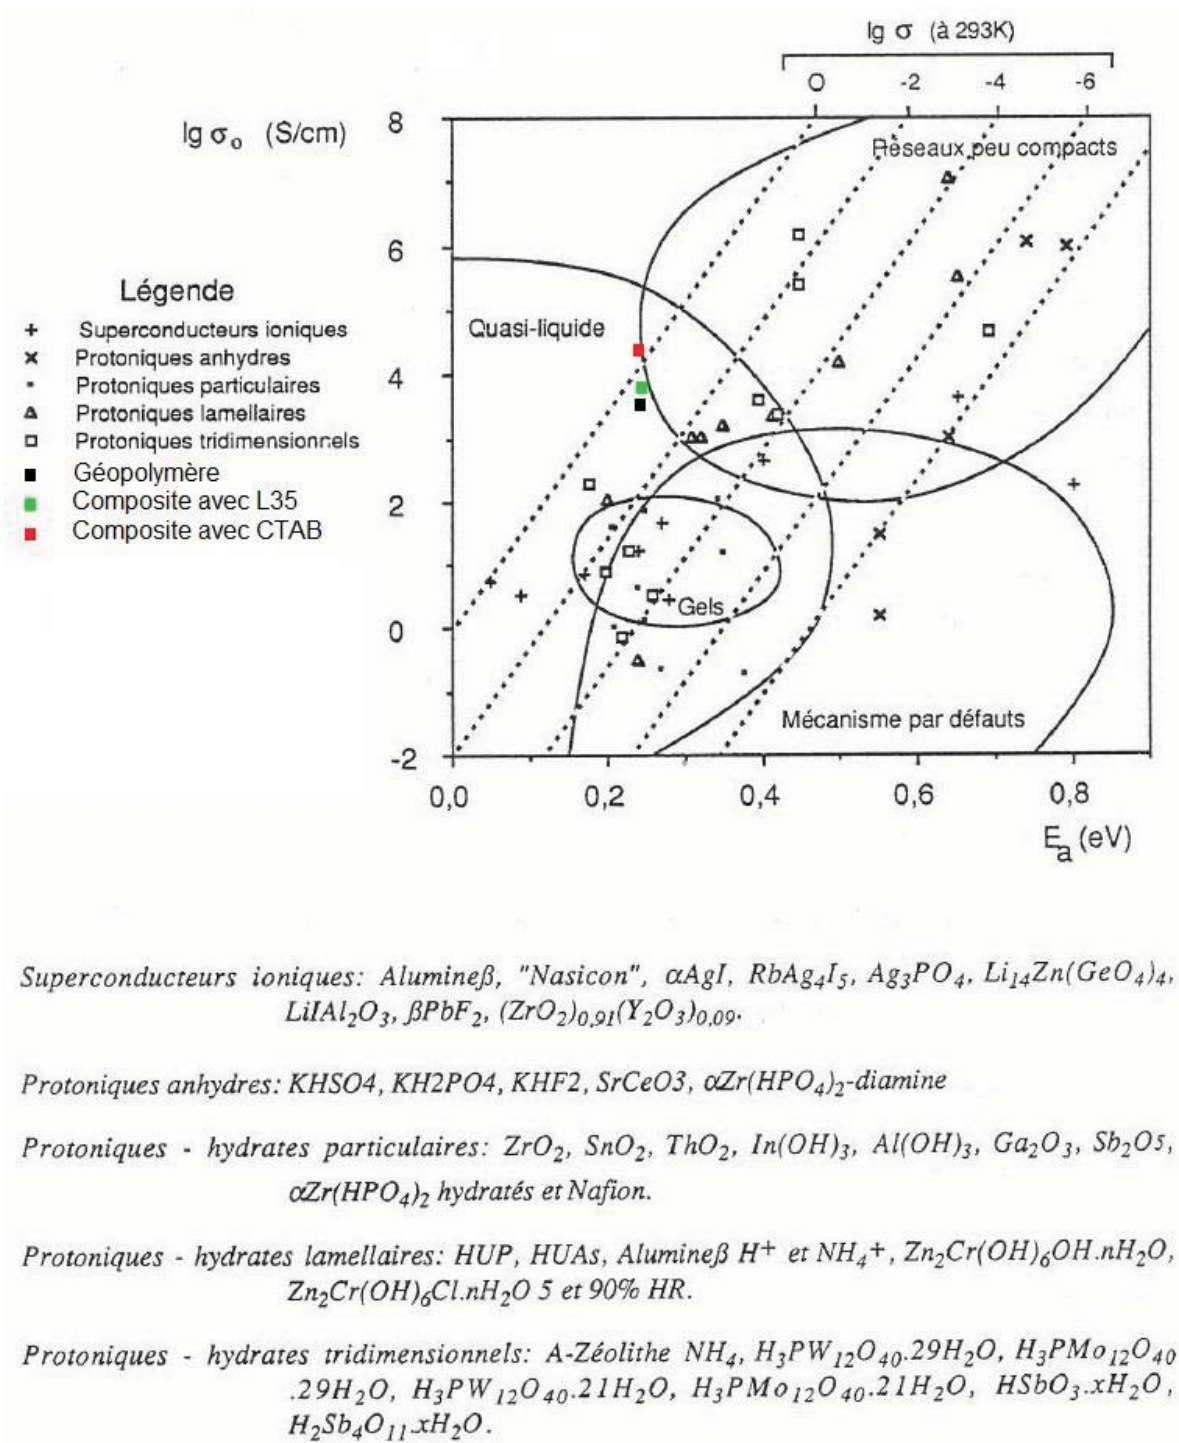 lg σ (à 293K)
O -2 -4 -6
lg σₒ (S/cm)
8
6
4
2
0
-2
Réseaux peu compacts
Quasi-liquide
Gels
Mécanisme par défauts
0,0 0,2 0,4 0,6 0,8
Eₐ (eV)
Légende
+ Superconducteurs ioniques
× Protoniques anhydres
Protoniques particulaires
Protoniques lamellaires
Protoniques tridimensionnels
Géopolymère
Composite avec L35
Composite avec CTAB
Superconducteurs ioniques: Alumineß, "Nasicon", αAgI, RbAg₄I₅, Ag₃PO₄, Li₁₄Zn(GeO₄)₄,
LiIAl₂O₃, βPbF₂, (ZrO₂)₀,₉₁(Y₂O₃)₀,₀₉.
Protoniques anhydres: KHSO4, KH2PO4, KHF2, SrCeO3, αZr(HPO₄)₂-diamine
Protoniques - hydrates particulaires: ZrO₂, SnO₂, ThO₂, In(OH)₃, Al(OH)₃, Ga₂O₃, Sb₂O5,
αZr(HPO₄)₂ hydratés et Nafion.
Protoniques - hydrates lamellaires: HUP, HUAs, Alumineß H⁺ et NH₄⁺, Zn₂Cr(OH)₆OH.nH₂O,
Zn₂Cr(OH)₆Cl.nH₂O 5 et 90% HR.
Protoniques - hydrates tridimensionnels: A-Zéolithe NH₄, H₃PW₁₂O₄₀.29H₂O, H₃PMo₁₂O₄₀
.29H₂O, H₃PW₁₂O₄₀.21H₂O, H₃PMo₁₂O₄₀.21H₂O, HSbO₃.xH₂O,
H₂Sb₄O₁₁.xH₂O.